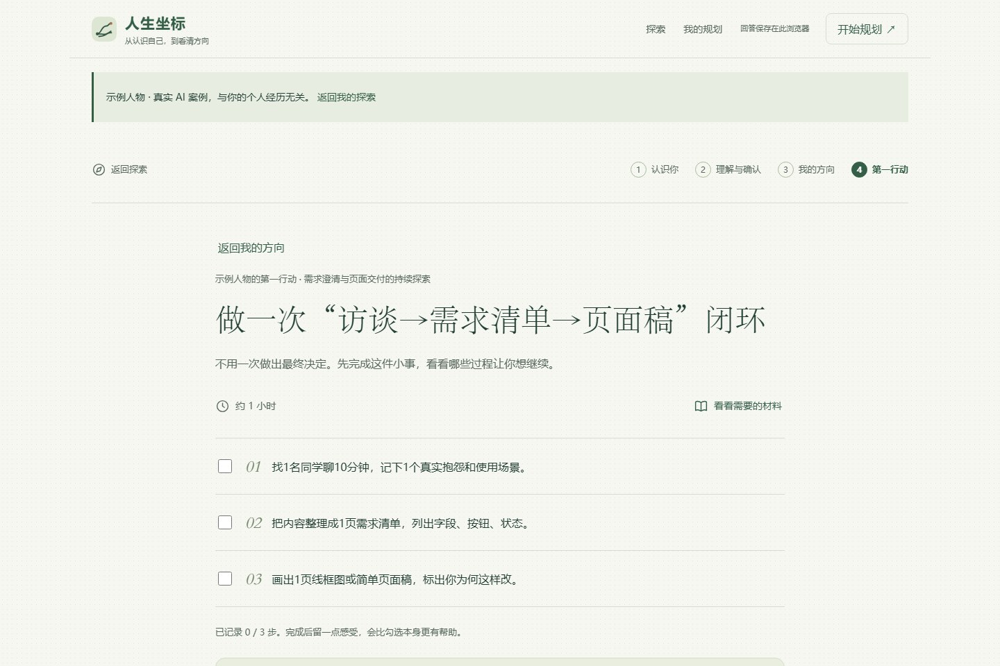 人生坐标
从认识自己，到看清方向
探索
我的规划
回答保存在此浏览器
开始规划 ↗
示例人物 · 真实 AI 案例，与你的个人经历无关。 返回我的探索
返回探索
1 认识你
2 理解与确认
3 我的方向
4 第一行动
返回我的方向
示例人物的第一行动 · 需求澄清与页面交付的持续探索
做一次“访谈→需求清单→页面稿”闭环
不用一次做出最终决定。先完成这件小事，看看哪些过程让你想继续。
约 1 小时
看看需要的材料
01 找1名同学聊10分钟，记下1个真实抱怨和使用场景。
02 把内容整理成1页需求清单，列出字段、按钮、状态。
03 画出1页线框图或简单页面稿，标出你为何这样改。
已记录 0 / 3 步。完成后留一点感受，会比勾选本身更有帮助。